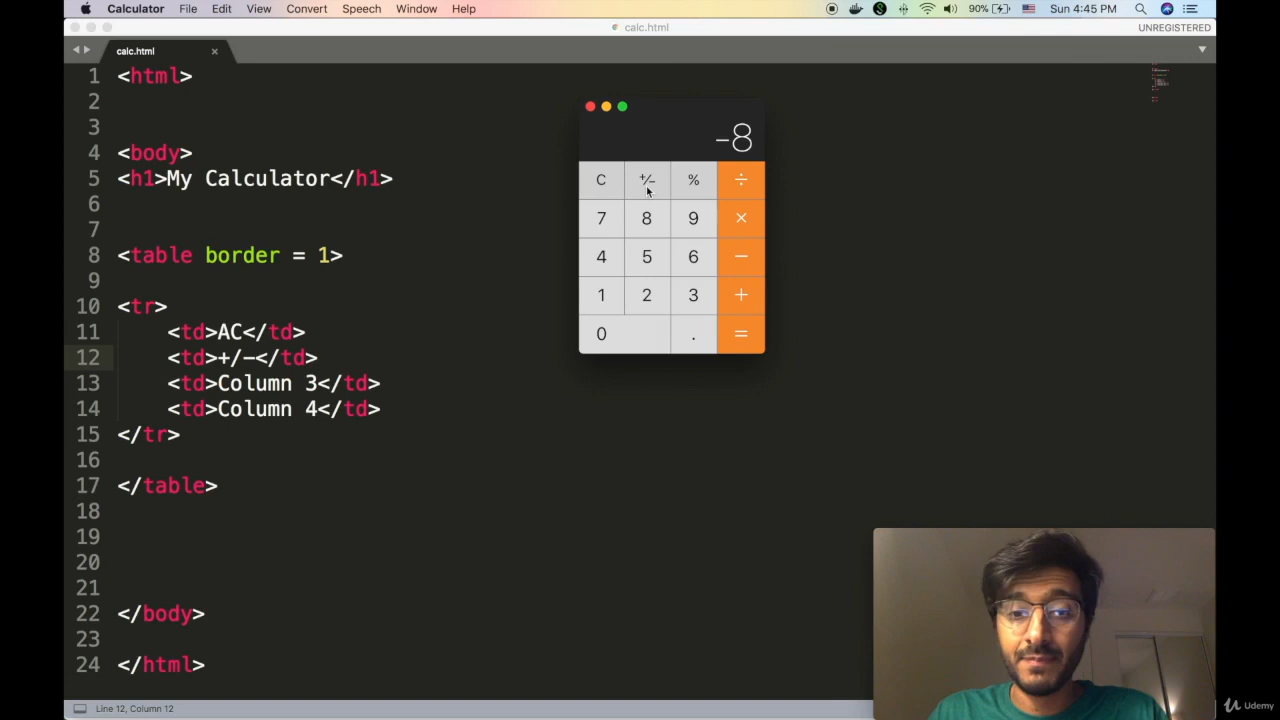 Calculator File Edit View Convert Speech Window Help 90% Sun 4:45 PM
calc.html UNREGISTERED
calc.html ×
1 <html>
2
3
4 <body>
5 <h1>My Calculator</h1>
6
7
8 <table border = 1>
9
10 <tr>
11 <td>AC</td>
12 <td>+/-</td>
13 <td>Column 3</td>
14 <td>Column 4</td>
15 </tr>
16
17 </table>
18
19
20
21
22 </body>
23
24 </html>
-8
C +/- % ÷
7 8 9 ×
4 5 6 −
1 2 3 +
0 . =
Line 12, Column 12
Udemy